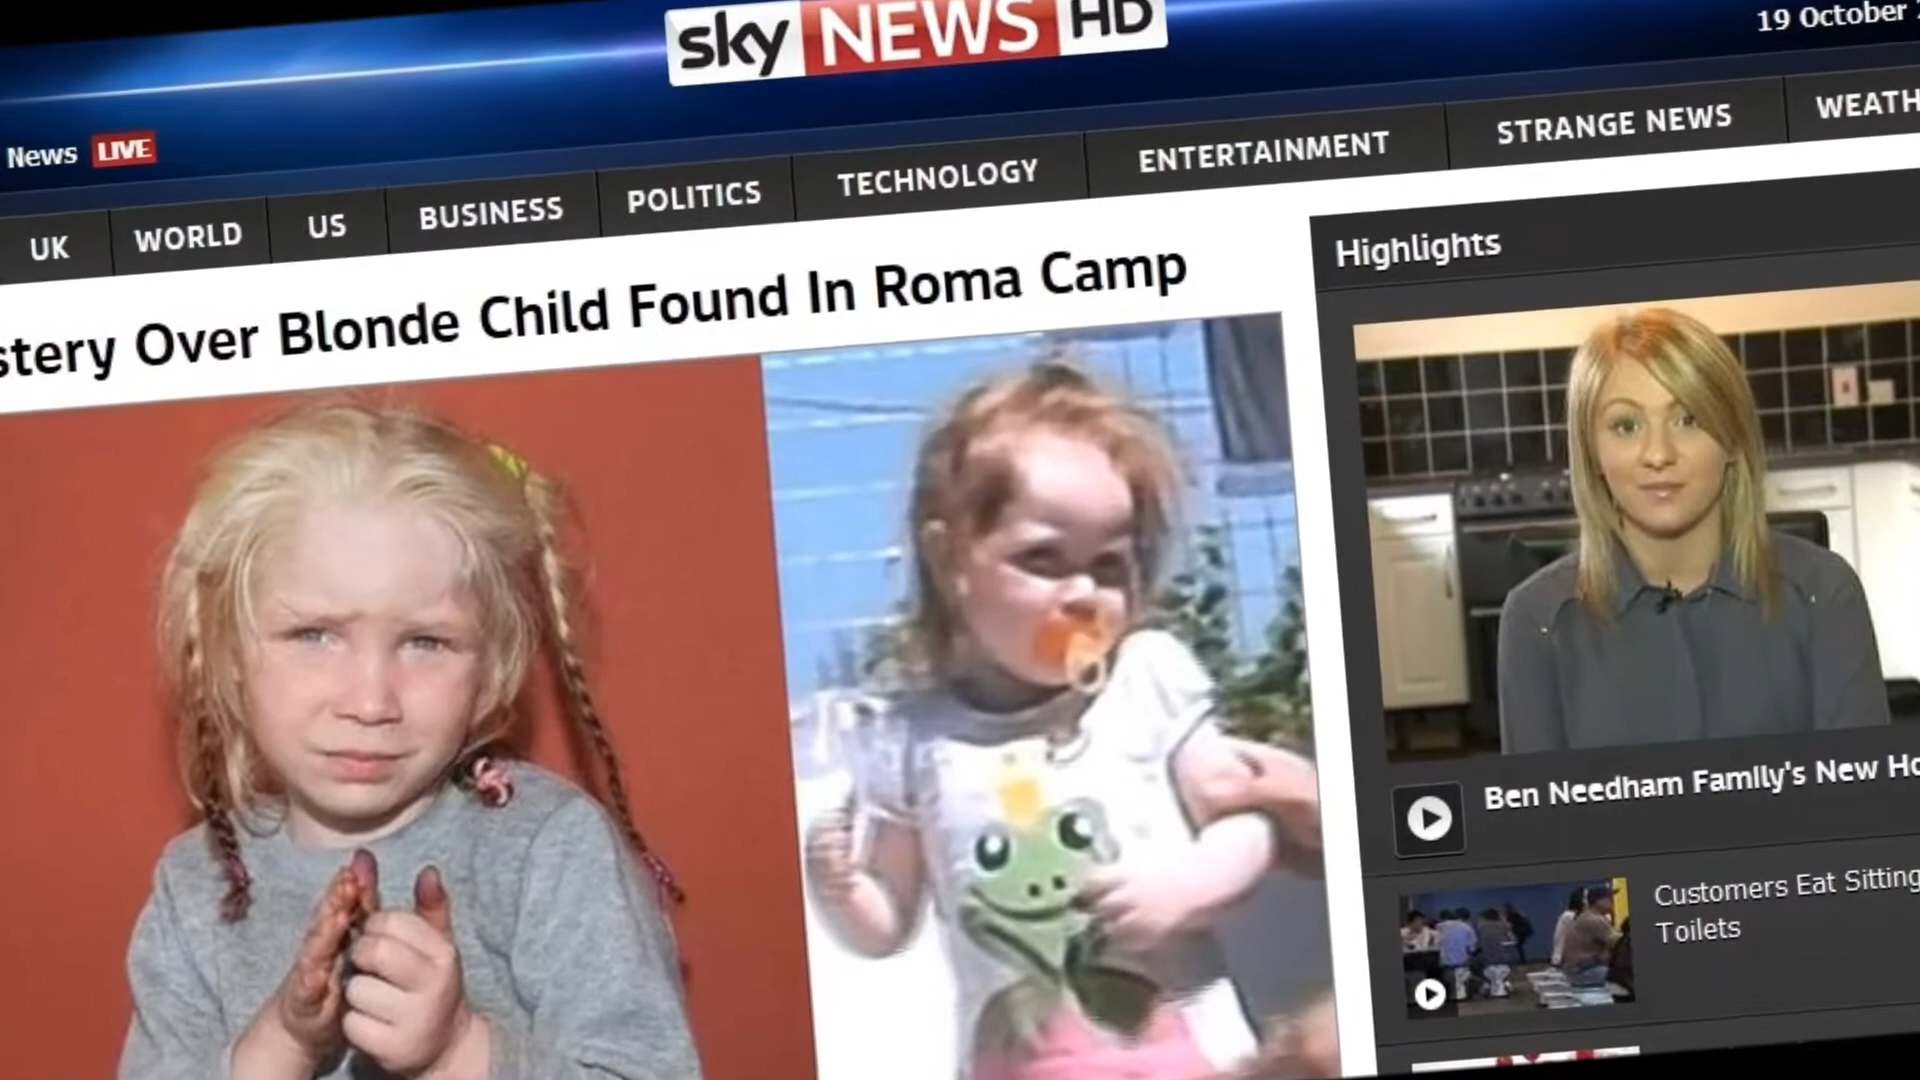 sky NEWS HD
19 October
News LIVE
UK WORLD US BUSINESS POLITICS TECHNOLOGY ENTERTAINMENT STRANGE NEWS
Over Blonde Child Found In Roma Camp
Highlights
Ben Needham Family's New
Customers Eat Sitting
Toilets